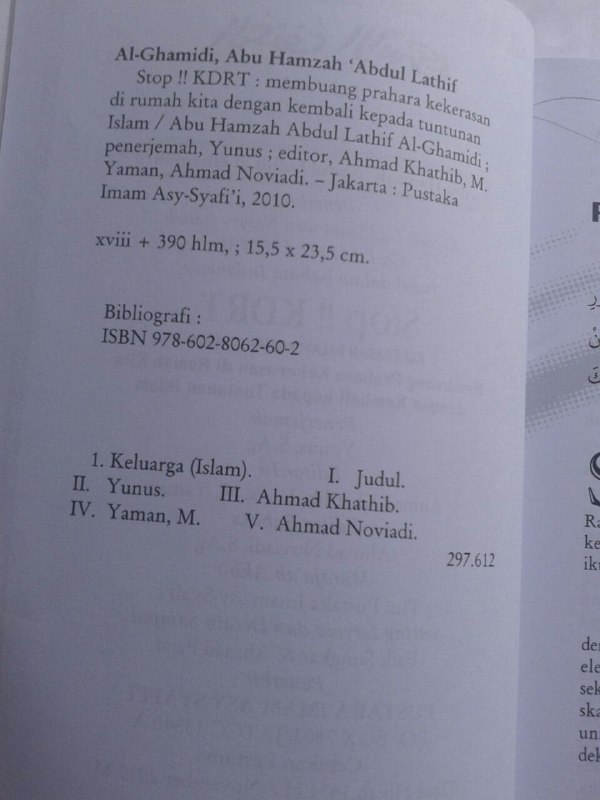 Al-Ghamidi, Abu Hamzah ‘Abdul Lathif
Stop !! KDRT : membuang prahara kekerasan
di rumah kita dengan kembali kepada tuntunan
Islam / Abu Hamzah Abdul Lathif Al-Ghamidi ;
penerjemah, Yunus ; editor, Ahmad Khathib, M.
Yaman, Ahmad Noviadi. – Jakarta : Pustaka
Imam Asy-Syafi’i, 2010.
xviii + 390 hlm, ; 15,5 x 23,5 cm.
Bibliografi :
ISBN 978-602-8062-60-2
1. Keluarga (Islam). I. Judul.
II. Yunus. III. Ahmad Khathib.
IV. Yaman, M. V. Ahmad Noviadi.
297.612